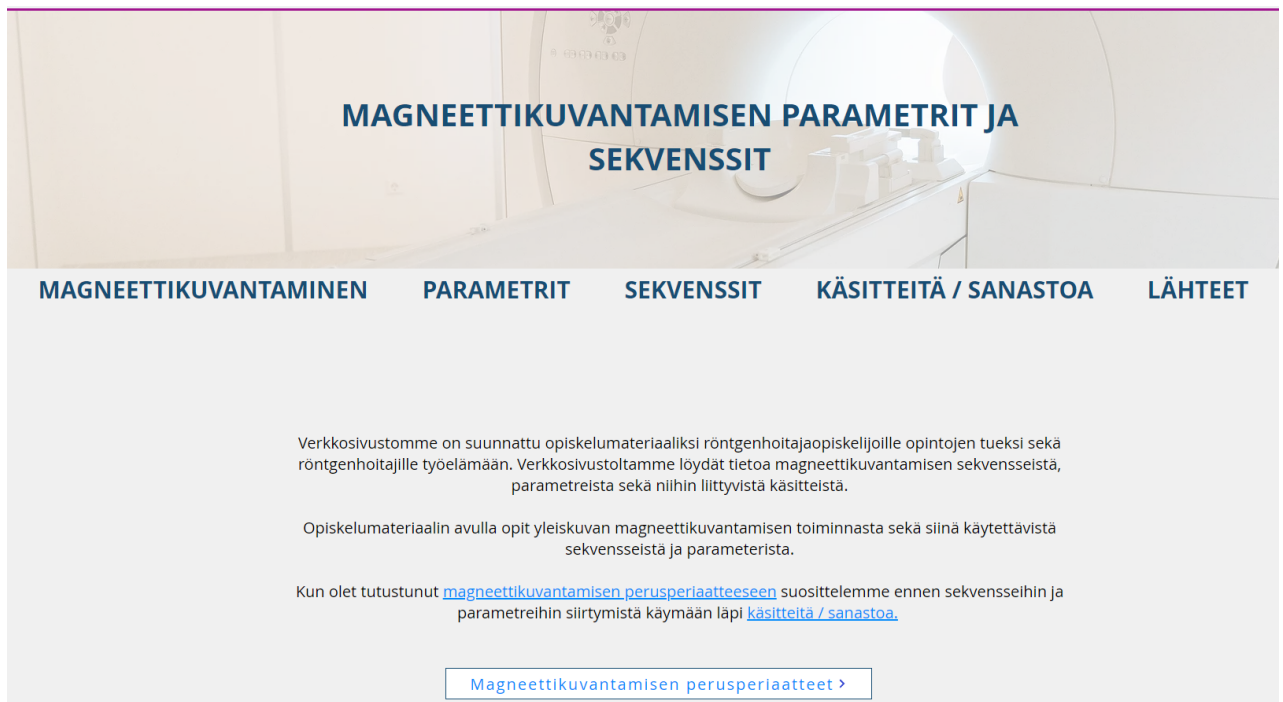 MAGNEETTIKUVANTAMISEN PARAMETRIT JA
SEKVENSSIT
MAGNEETTIKUVANTAMINEN PARAMETRIT SEKVENSSIT KÄSITTEITÄ / SANASTOA LÄHTEET
Verkkosivustomme on suunnattu opiskelumateriaaliksi röntgenhoitajaopiskelijoille opintojen tueksi sekä
röntgenhoitajille työelämään. Verkkosivustoltamme löydät tietoa magneettikuvantamisen sekvensseistä,
parametreista sekä niihin liittyvistä käsitteistä.
Opiskelumateriaalin avulla opit yleiskuvan magneettikuvantamisen toiminnasta sekä siinä käytettävistä
sekvensseistä ja parameterista.
Kun olet tutustunut magneettikuvantamisen perusperiaatteeseen suosittelemme ennen sekvensseihin ja
parametreihin siirtymistä käymään läpi käsitteitä / sanastoa.
Magneettikuvantamisen perusperiaatteet